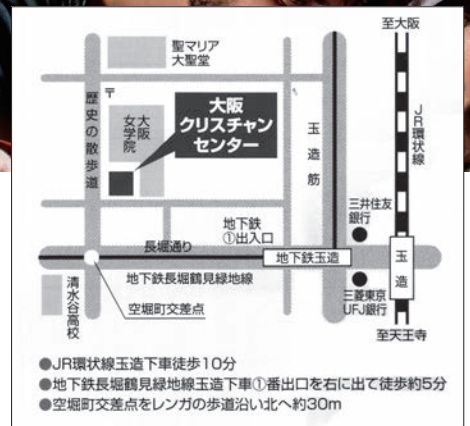 至大阪
聖マリア
大聖堂
〒
歴史の散歩道
大阪
女学院
大阪
クリスチャン
センター
玉造筋
JR環状線
三井住友
銀行
地下鉄
①出入口
長堀通り
地下鉄玉造
玉造
地下鉄長堀鶴見緑地線
清水谷高校
空堀町交差点
三菱東京
UFJ銀行
至天王寺
●JR環状線玉造下車徒歩10分
●地下鉄長堀鶴見緑地線玉造下車①番出口を右に出て徒歩約5分
●空堀町交差点をレンガの歩道沿い北へ約30m